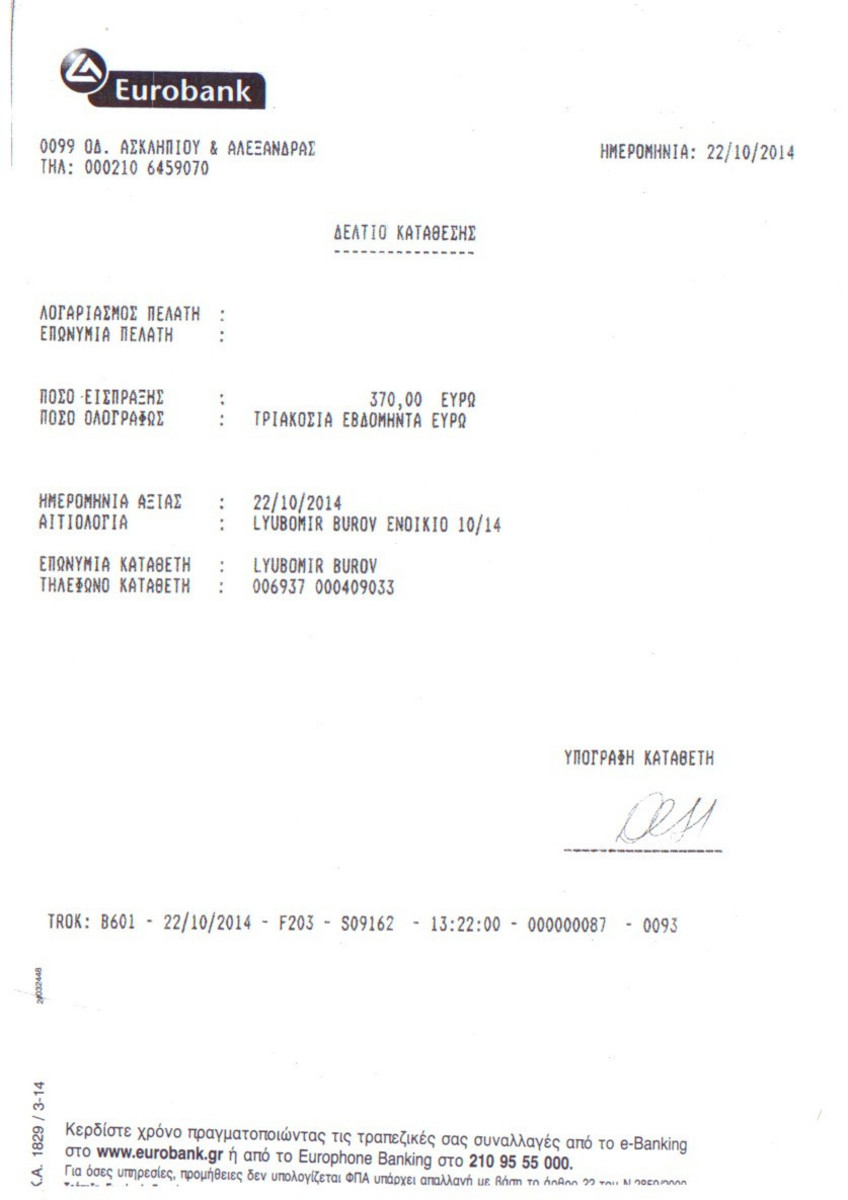 Eurobank
0099 ΟΔ. ΑΣΚΛΗΠΙΟΥ & ΑΛΕΞΑΝΔΡΑΣ
ΤΗΛ: 000210 6459070
ΗΜΕΡΟΜΗΝΙΑ: 22/10/2014
ΔΕΛΤΙΟ ΚΑΤΑΘΕΣΗΣ
ΛΟΓΑΡΙΑΣΜΟΣ ΠΕΛΑΤΗ :
ΕΠΩΝΥΜΙΑ ΠΕΛΑΤΗ :
ΠΟΣΟ ΕΙΣΠΡΑΞΗΣ : 370,00 ΕΥΡΩ
ΠΟΣΟ ΟΛΟΓΡΑΦΩΣ : ΤΡΙΑΚΟΣΙΑ ΕΒΔΟΜΗΝΤΑ ΕΥΡΩ
ΗΜΕΡΟΜΗΝΙΑ ΑΞΙΑΣ : 22/10/2014
ΑΙΤΙΟΛΟΓΙΑ : LYUBOMIR BUROV ΕΝΟΙΚΙΟ 10/14
ΕΠΩΝΥΜΙΑ ΚΑΤΑΘΕΤΗ : LYUBOMIR BUROV
ΤΗΛΕΦΩΝΟ ΚΑΤΑΘΕΤΗ : 006937 000409033
ΥΠΟΓΡΑΦΗ ΚΑΤΑΘΕΤΗ
TROK: B601 - 22/10/2014 - F203 - S09162 - 13:22:00 - 000000087 - 0093
Κ.Α. 1829 / 3-14
Κερδίστε χρόνο πραγματοποιώντας τις τραπεζικές σας συναλλαγές από το e-Banking
στο www.eurobank.gr ή από το Europhone Banking στο 210 95 55 000.
Για όσες υπηρεσίες, προμήθειες δεν υπολογίζεται ΦΠΑ υπάρχει απαλλαγή με βάση το άρθρο 22 του